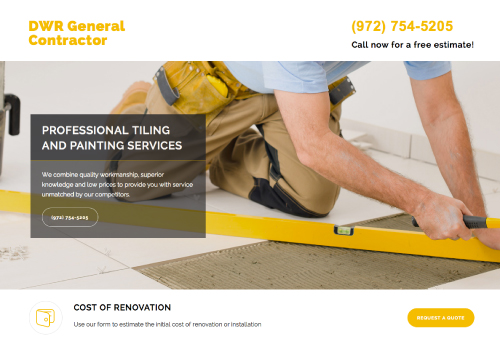 DWR General
Contractor
(972) 754-5205
Call now for a free estimate!
PROFESSIONAL TILING
AND PAINTING SERVICES
We combine quality workmanship, superior
knowledge and low prices to provide you with service
unmatched by our competitors.
(972) 754-5205
COST OF RENOVATION
Use our form to estimate the initial cost of renovation or installation
REQUEST A QUOTE